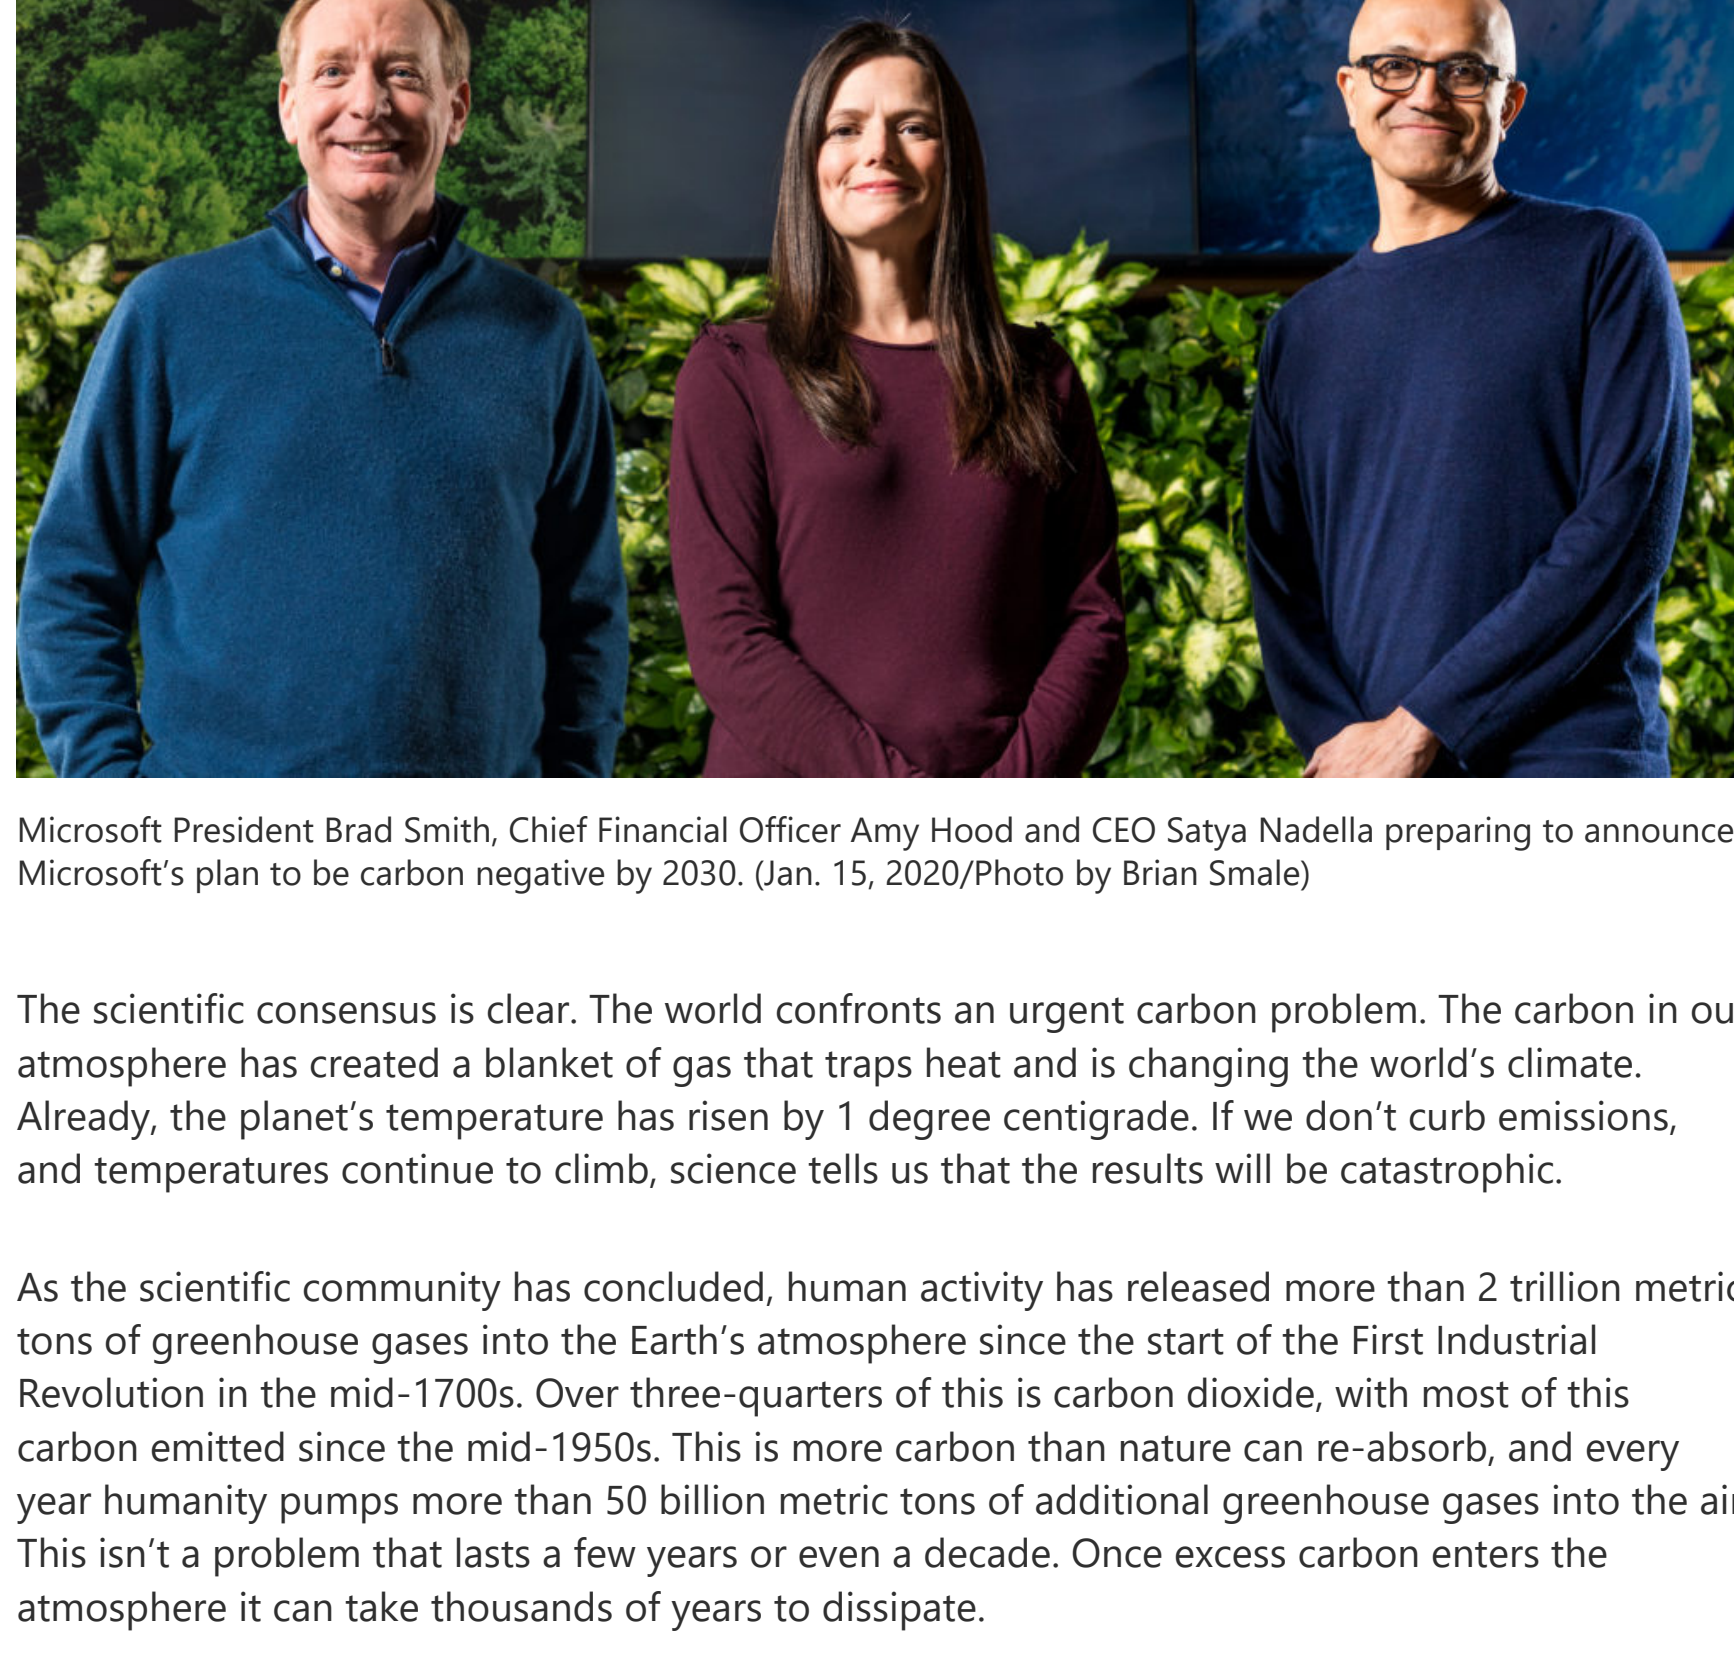 Microsoft President Brad Smith, Chief Financial Officer Amy Hood and CEO Satya Nadella preparing to announce
Microsoft’s plan to be carbon negative by 2030. (Jan. 15, 2020/Photo by Brian Smale)
The scientific consensus is clear. The world confronts an urgent carbon problem. The carbon in ou
atmosphere has created a blanket of gas that traps heat and is changing the world’s climate.
Already, the planet’s temperature has risen by 1 degree centigrade. If we don’t curb emissions,
and temperatures continue to climb, science tells us that the results will be catastrophic.
As the scientific community has concluded, human activity has released more than 2 trillion metric
tons of greenhouse gases into the Earth’s atmosphere since the start of the First Industrial
Revolution in the mid-1700s. Over three-quarters of this is carbon dioxide, with most of this
carbon emitted since the mid-1950s. This is more carbon than nature can re-absorb, and every
year humanity pumps more than 50 billion metric tons of additional greenhouse gases into the air
This isn’t a problem that lasts a few years or even a decade. Once excess carbon enters the
atmosphere it can take thousands of years to dissipate.